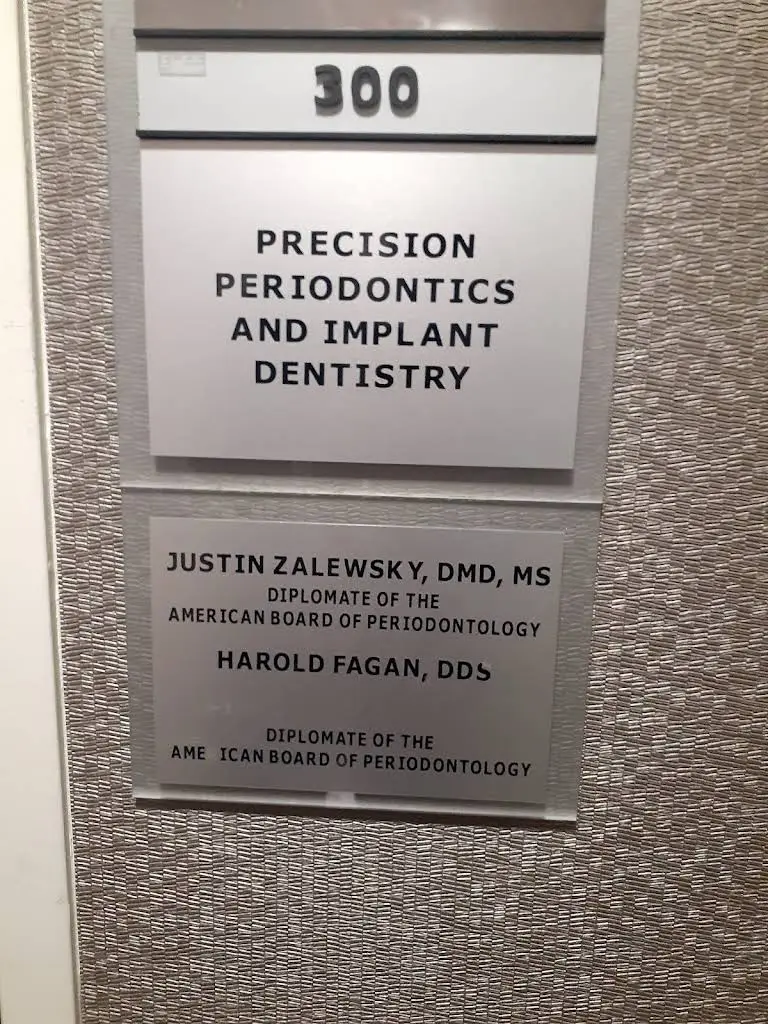 300
PRECISION
PERIODONTICS
AND IMPLANT
DENTISTRY
JUSTIN ZALEWSKY, DMD, MS
DIPLOMATE OF THE
AMERICAN BOARD OF PERIODONTOLOGY
HAROLD FAGAN, DDS
DIPLOMATE OF THE
AME ICAN BOARD OF PERIODONTOLOGY